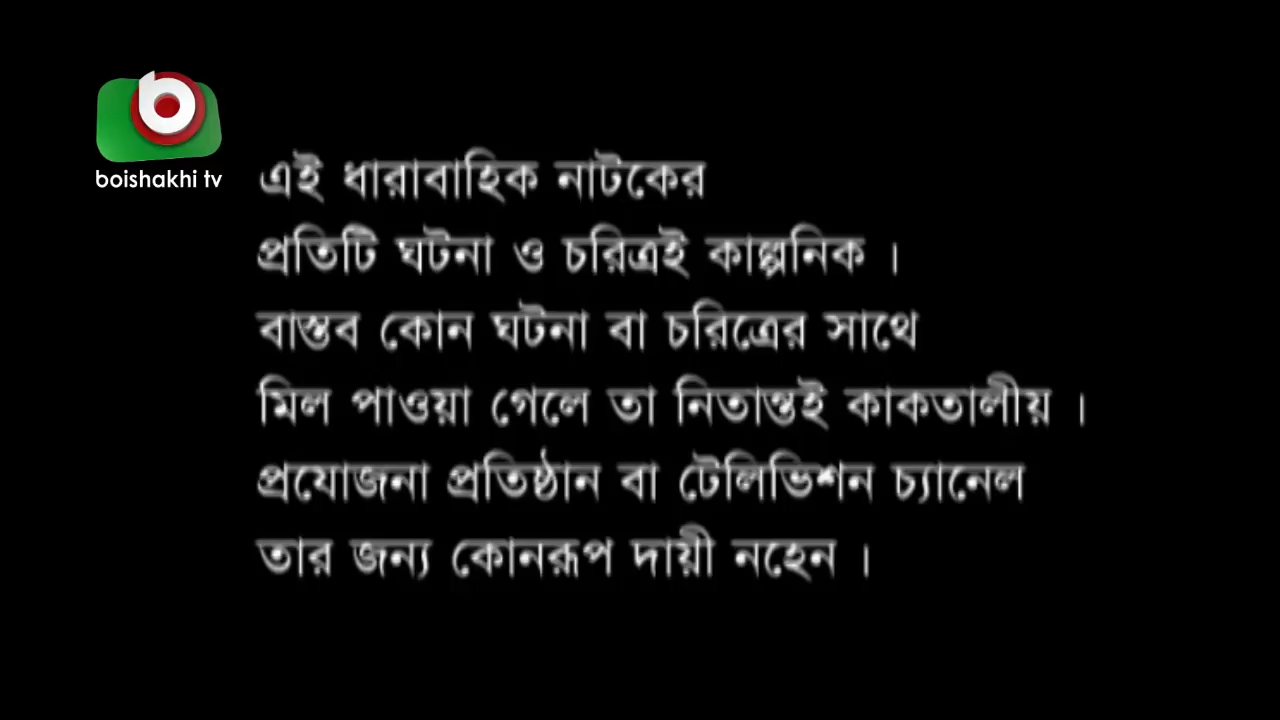 boishakhi tv
এই ধারাবাহিক নাটকের
প্রতিটি ঘটনা ও চরিত্রই কাল্পনিক ।
বাস্তব কোন ঘটনা বা চরিত্রের সাথে
মিল পাওয়া গেলে তা নিতান্তই কাকতালীয় ।
প্রযোজনা প্রতিষ্ঠান বা টেলিভিশন চ্যানেল
তার জন্য কোনরূপ দায়ী নহেন ।